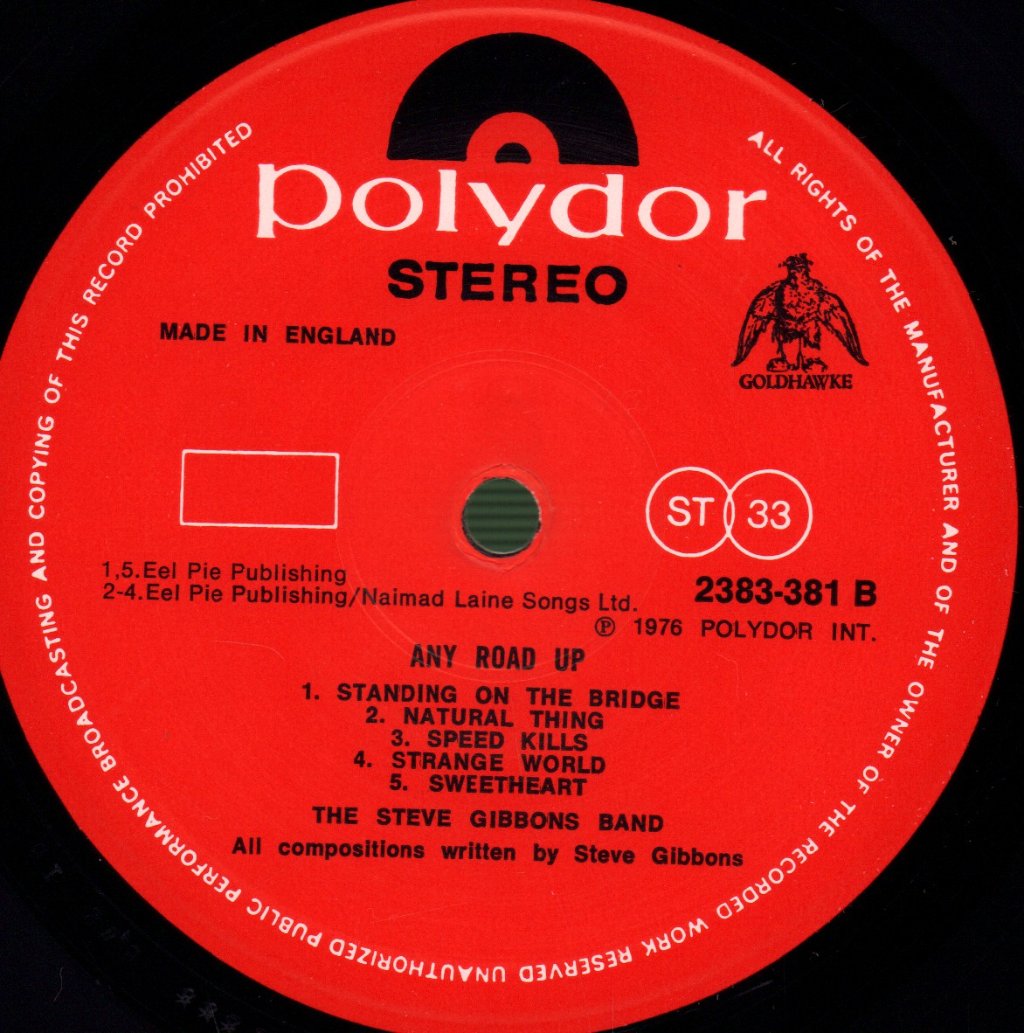 polydor
STEREO
MADE IN ENGLAND
GOLDHAWKE
ST 33
1,5.Eel Pie Publishing
2-4.Eel Pie Publishing/Naimad Laine Songs Ltd.
2383-381 B
℗ 1976 POLYDOR INT.
ANY ROAD UP
1. STANDING ON THE BRIDGE
2. NATURAL THING
3. SPEED KILLS
4. STRANGE WORLD
5. SWEETHEART
THE STEVE GIBBONS BAND
All compositions written by Steve Gibbons
ALL RIGHTS OF THE MANUFACTURER AND OF THE OWNER OF THE RECORDED WORK RESERVED UNAUTHORIZED PUBLIC PERFORMANCE BROADCASTING AND COPYING OF THIS RECORD PROHIBITED